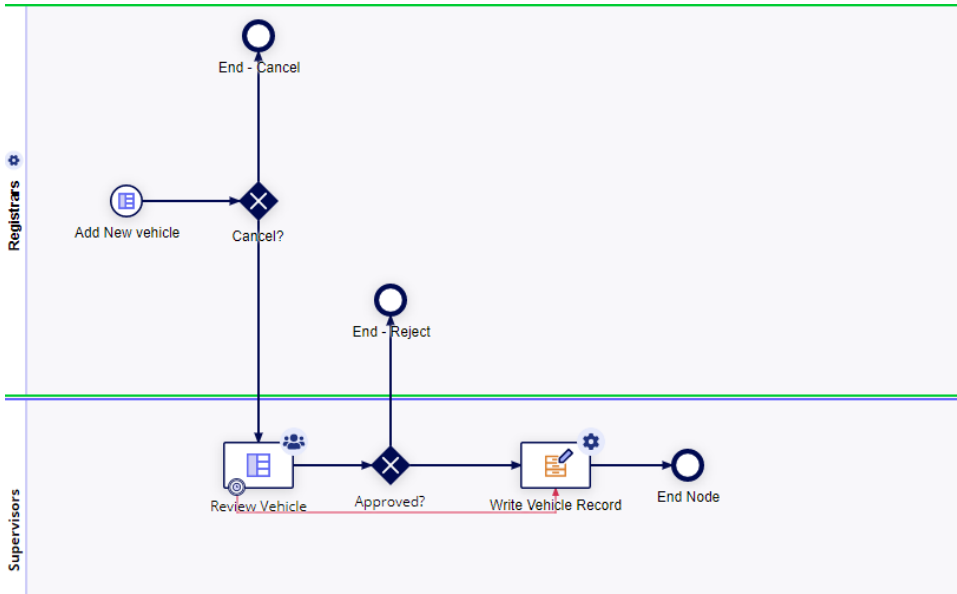 End - Cancel
Registrars
Add New vehicle
Cancel?
End - Reject
Supervisors
Review Vehicle
Approved?
Write Vehicle Record
End Node